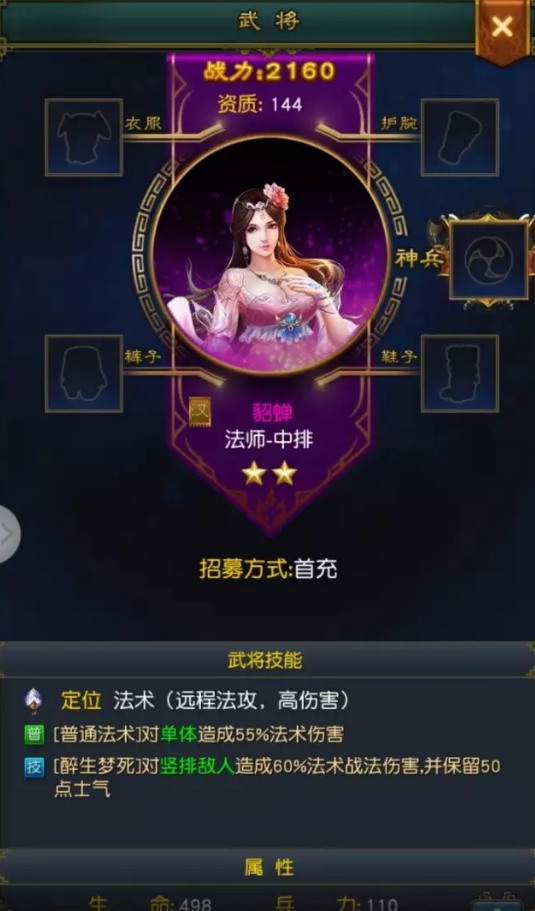 武将
战力:2160
资质: 144
衣服
护腕
神兵
裤子
鞋子
汉
貂蝉
法师-中排
招募方式:首充
武将技能
定位 法术（远程法攻，高伤害）
普 [普通法术]对单体造成55%法术伤害
技 [醉生梦死]对竖排敌人造成60%法术战法伤害,并保留50
点士气
属性
生 命: 498 兵 力: 110